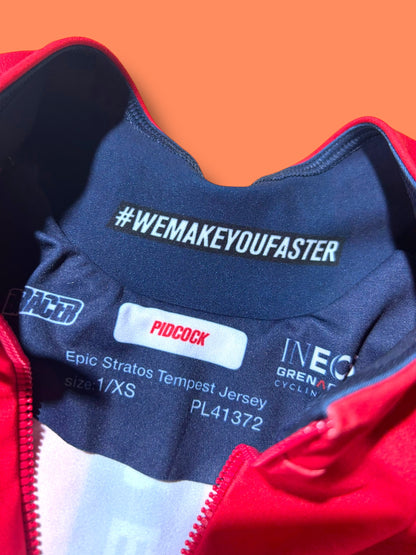 #WEMAKEYOUFASTER
PIDCOCK
Epic Stratos Tempest Jersey
size:1/XS
PL41372